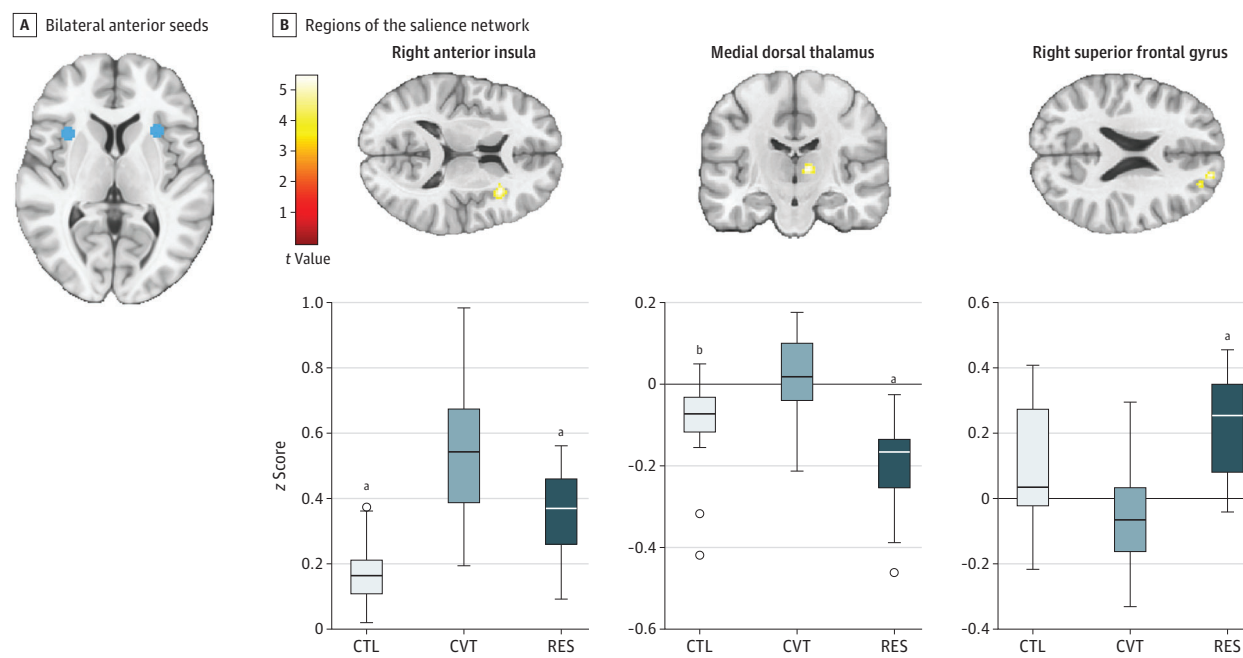 A Bilateral anterior seeds
B Regions of the salience network
Right anterior insula
Medial dorsal thalamus
Right superior frontal gyrus
5
4
3
2
1
t Value
z Score
1.0
0.8
0.6
0.4
0.2
0
a
a
CTL CVT RES
0.2
0
-0.2
-0.4
-0.6
b
a
CTL CVT RES
0.6
0.4
0.2
0
-0.2
-0.4
a
CTL CVT RES